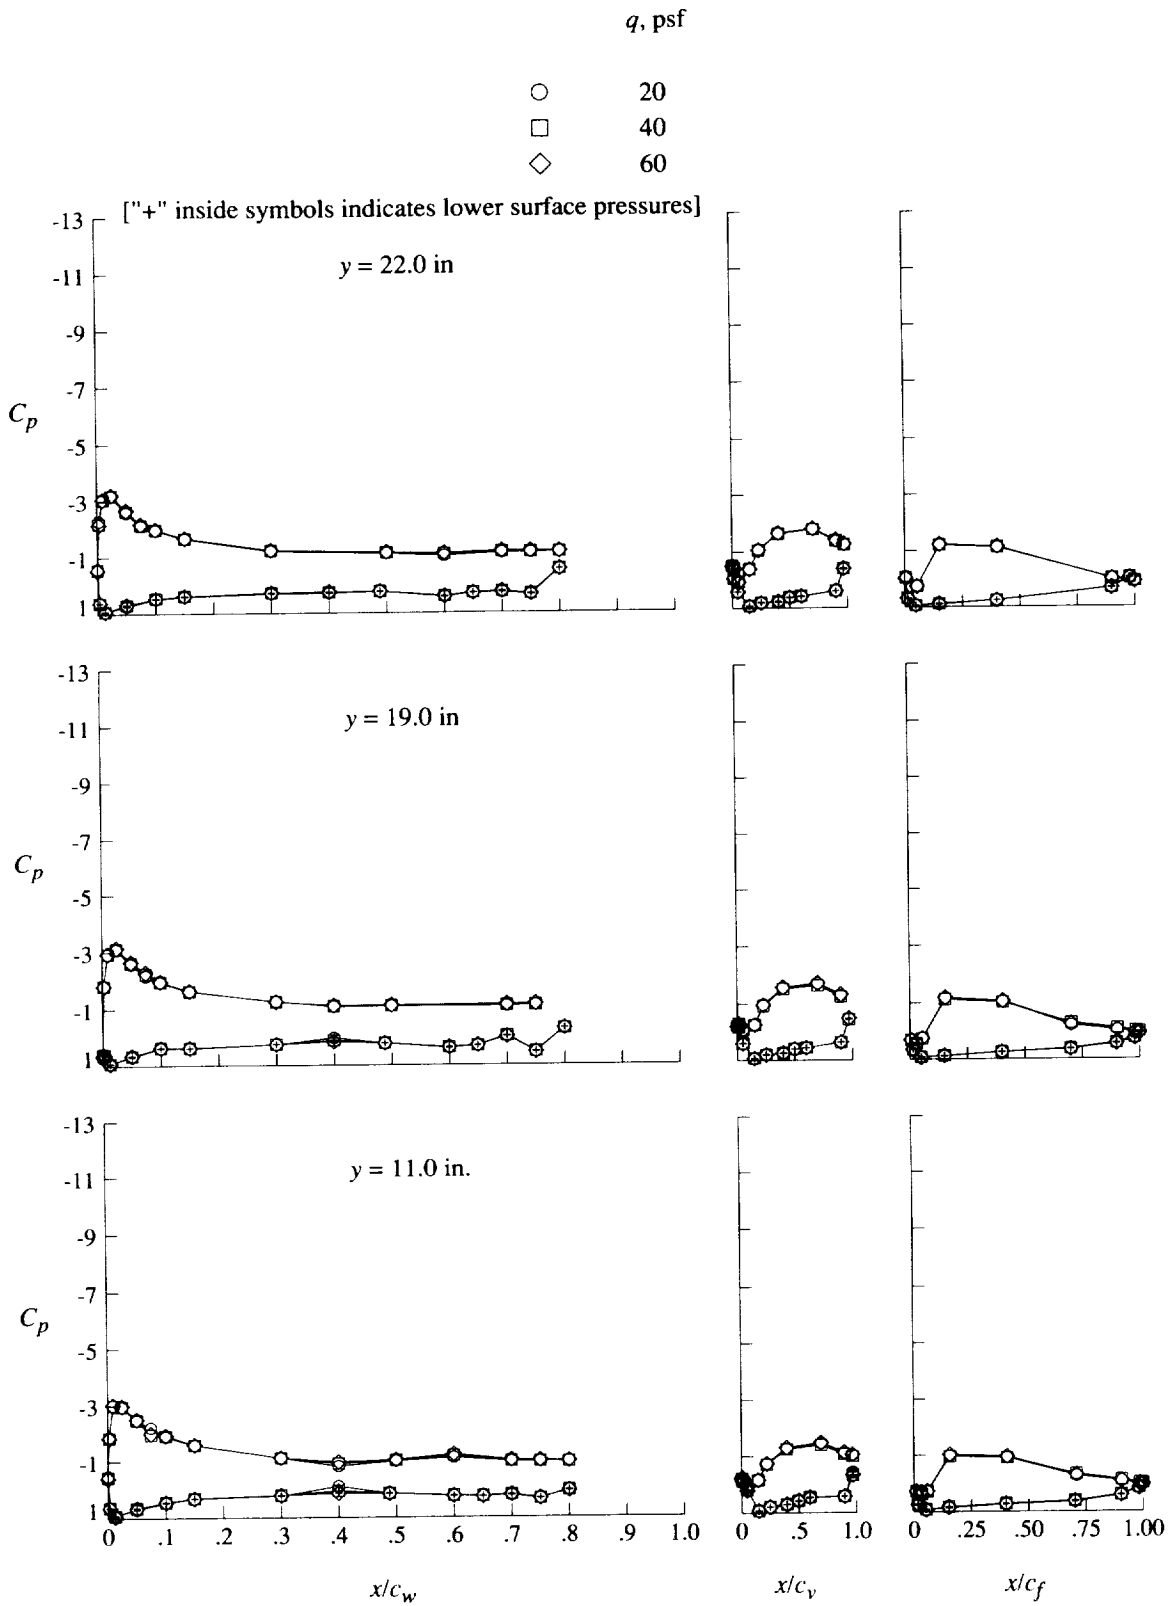 q, psf
20
40
60
["+" inside symbols indicates lower surface pressures]
y = 22.0 in
-13
-11
-9
-7
-5
-3
-1
1
C_p
y = 19.0 in
-13
-11
-9
-7
-5
-3
-1
1
C_p
y = 11.0 in.
-13
-11
-9
-7
-5
-3
-1
1
C_p
0 .1 .2 .3 .4 .5 .6 .7 .8 .9 1.0 0 .5 1.0 0 .25 .50 .75 1.00
x/c_w x/c_v x/c_f